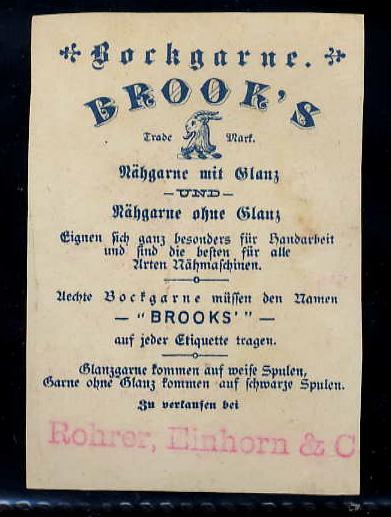 Bockgarne.
BROOK'S
Trade Mark.
Nähgarne mit Glanz
— UND —
Nähgarne ohne Glanz
Eignen sich ganz besonders für Handarbeit
und sind die besten für alle
Arten Nähmaschinen.
Aechte Bockgarne müssen den Namen
— "BROOKS'" —
auf jeder Etiquette tragen.
Glanzgarne kommen auf weiße Spulen,
Garne ohne Glanz kommen auf schwarze Spulen.
Zu verkaufen bei
Rohrer, Einhorn & C